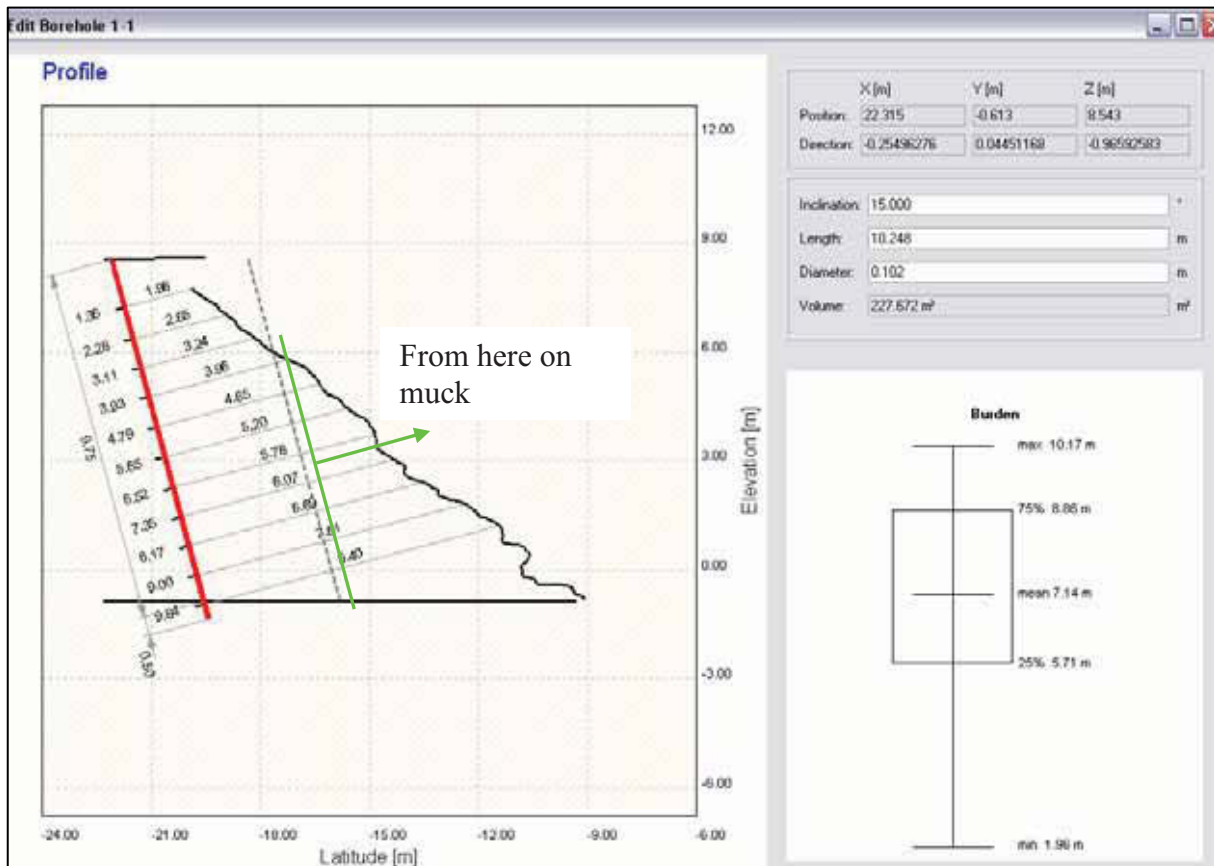 Edit Borehole 1-1
Profile
X [m] Y [m] Z [m]
Position: 22.315 -0.613 8.543
Direction: -0.25496276 0.04451168 -0.96592583
Inclination: 15.000 °
Length: 10.248 m
Diameter: 0.102 m
Volume: 227.672 m³ m³
12.00
9.00
6.00
3.00
0.00
-3.00
-6.00
Elevation [m]
1.35 1.96
2.28 2.65
3.11 3.24
3.93 3.96
4.79 4.65
5.65 5.20
6.52 5.78
7.35 6.07
8.17 6.69
9.00
9.84
9.75
0.50
From here on
muck
-24.00 -21.00 -18.00 -15.00 -12.00 -9.00 -6.00
Latitude [m]
Burden
max 10.17 m
75% 8.86 m
mean 7.14 m
25% 5.71 m
min 1.96 m